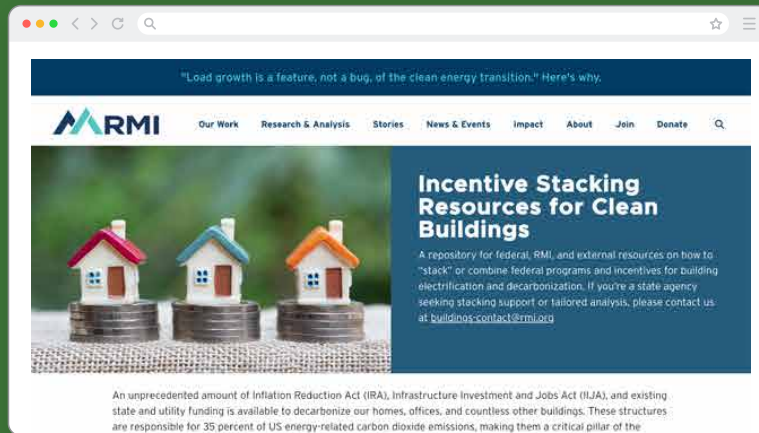 "Load growth is a feature, not a bug, of the clean energy transition." Here's why.
RMI
Our Work Research & Analysis Stories News & Events Impact About Join Donate
Incentive Stacking
Resources for Clean
Buildings
A repository for federal, RMI, and external resources on how to
"stack" or combine federal programs and incentives for building
electrification and decarbonization. If you're a state agency
seeking stacking support or tailored analysis, please contact us
at buildings-contact@rmi.org
An unprecedented amount of Inflation Reduction Act (IRA), Infrastructure Investment and Jobs Act (IIJA), and existing
state and utility funding is available to decarbonize our homes, offices, and countless other buildings. These structures
are responsible for 35 percent of US energy-related carbon dioxide emissions, making them a critical pillar of the